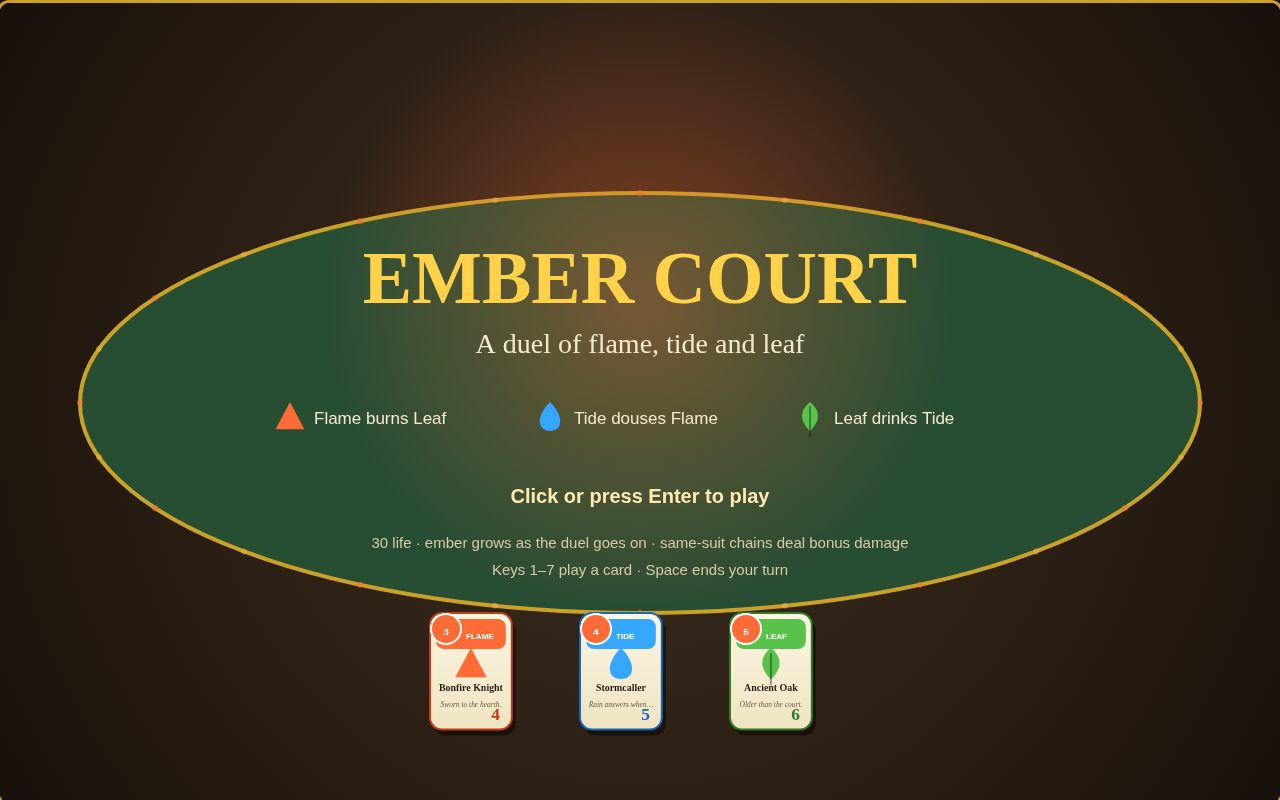 EMBER COURT
A duel of flame, tide and leaf
Flame burns Leaf
Tide douses Flame
Leaf drinks Tide
Click or press Enter to play
30 life · ember grows as the duel goes on · same-suit chains deal bonus damage
Keys 1–7 play a card · Space ends your turn
3
FLAME
Bonfire Knight
Sworn to the hearth.
4
4
TIDE
Stormcaller
Rain answers when…
5
5
LEAF
Ancient Oak
Older than the court.
6